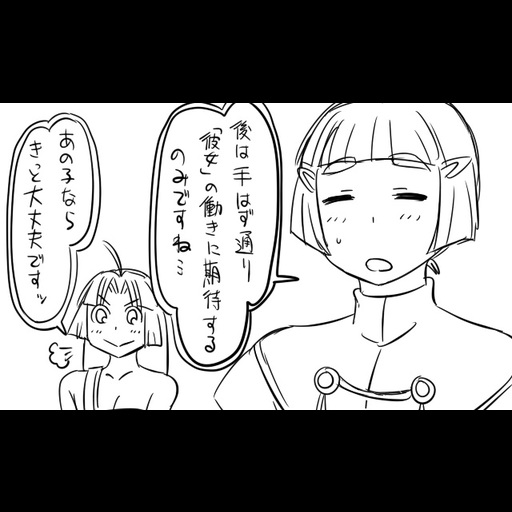 後は手はず通り
「彼女」の働きに期待する
のみですね…
あの子なら
きっと大丈夫ですッ